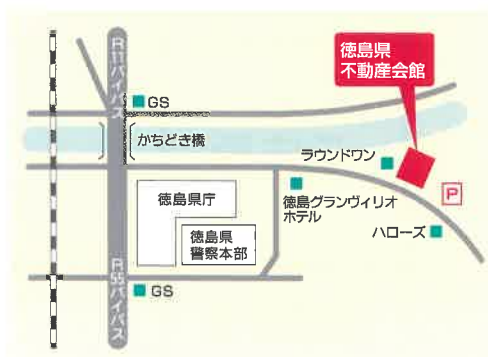 R11バイパス
徳島県
不動産会館
GS
かちどき橋
ラウンドワン
徳島県庁
徳島グランヴィリオ
ホテル
P
徳島県
警察本部
ハローズ
R55バイパス
GS